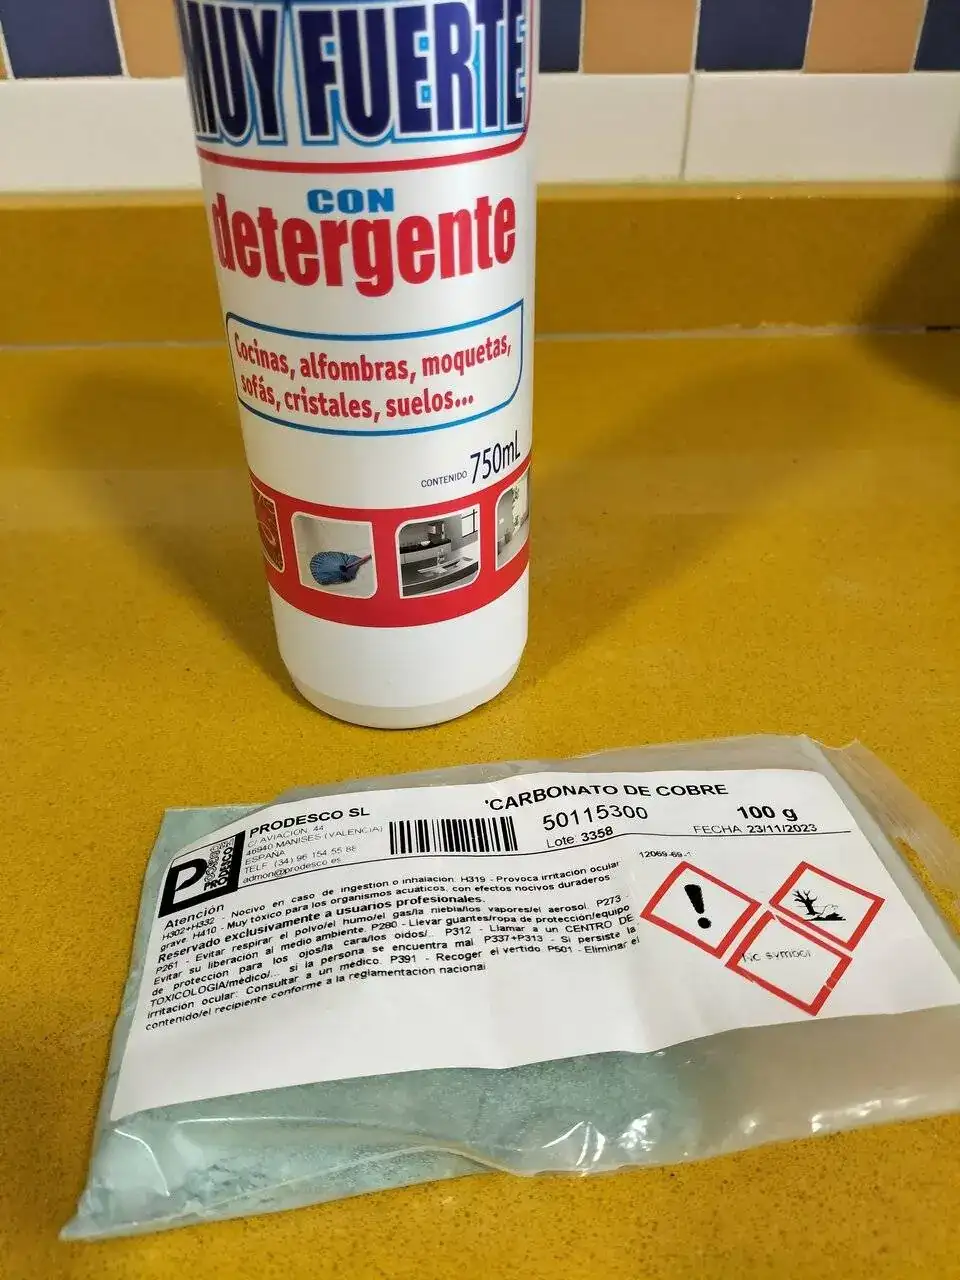 MUY FUERTE
CON
detergente
Cocinas, alfombras, moquetas,
sofás, cristales, suelos...
CONTENIDO 750mL
PRODESCO SL
C/ AVIACION, 44
46940 MANISES (VALENCIA)
ESPAÑA
TELF (34) 96 154 55 88
admon@prodesco.es
'CARBONATO DE COBRE
50115300
100 g
Lote: 3358
FECHA 23/11/2023
12069-69-1
P PRODESCO
Atención
H302+H332 - Nocivo en caso de ingestion o inhalacion. H319 - Provoca irritacion ocular
grave. H410 - Muy toxico para los organismos acuaticos, con efectos nocivos duraderos
Reservado exclusivamente a usuarios profesionales.
P261 - Evitar respirar el polvo/el humo/el gas/la niebla/los vapores/el aerosol. P273 -
Evitar su liberación al medio ambiente. P280 - Llevar guantes/ropa de protección/equipo
de protección para los ojos/la cara/los oidos/... P312 - Llamar a un CENTRO DE
TOXICOLOGIA/médico/... si la persona se encuentra mal. P337+P313 - Si persiste la
irritación ocular: Consultar a un médico. P391 - Recoger el vertido. P501 - Eliminar el
contenido/el recipiente conforme a la reglamentación nacional
No symbol